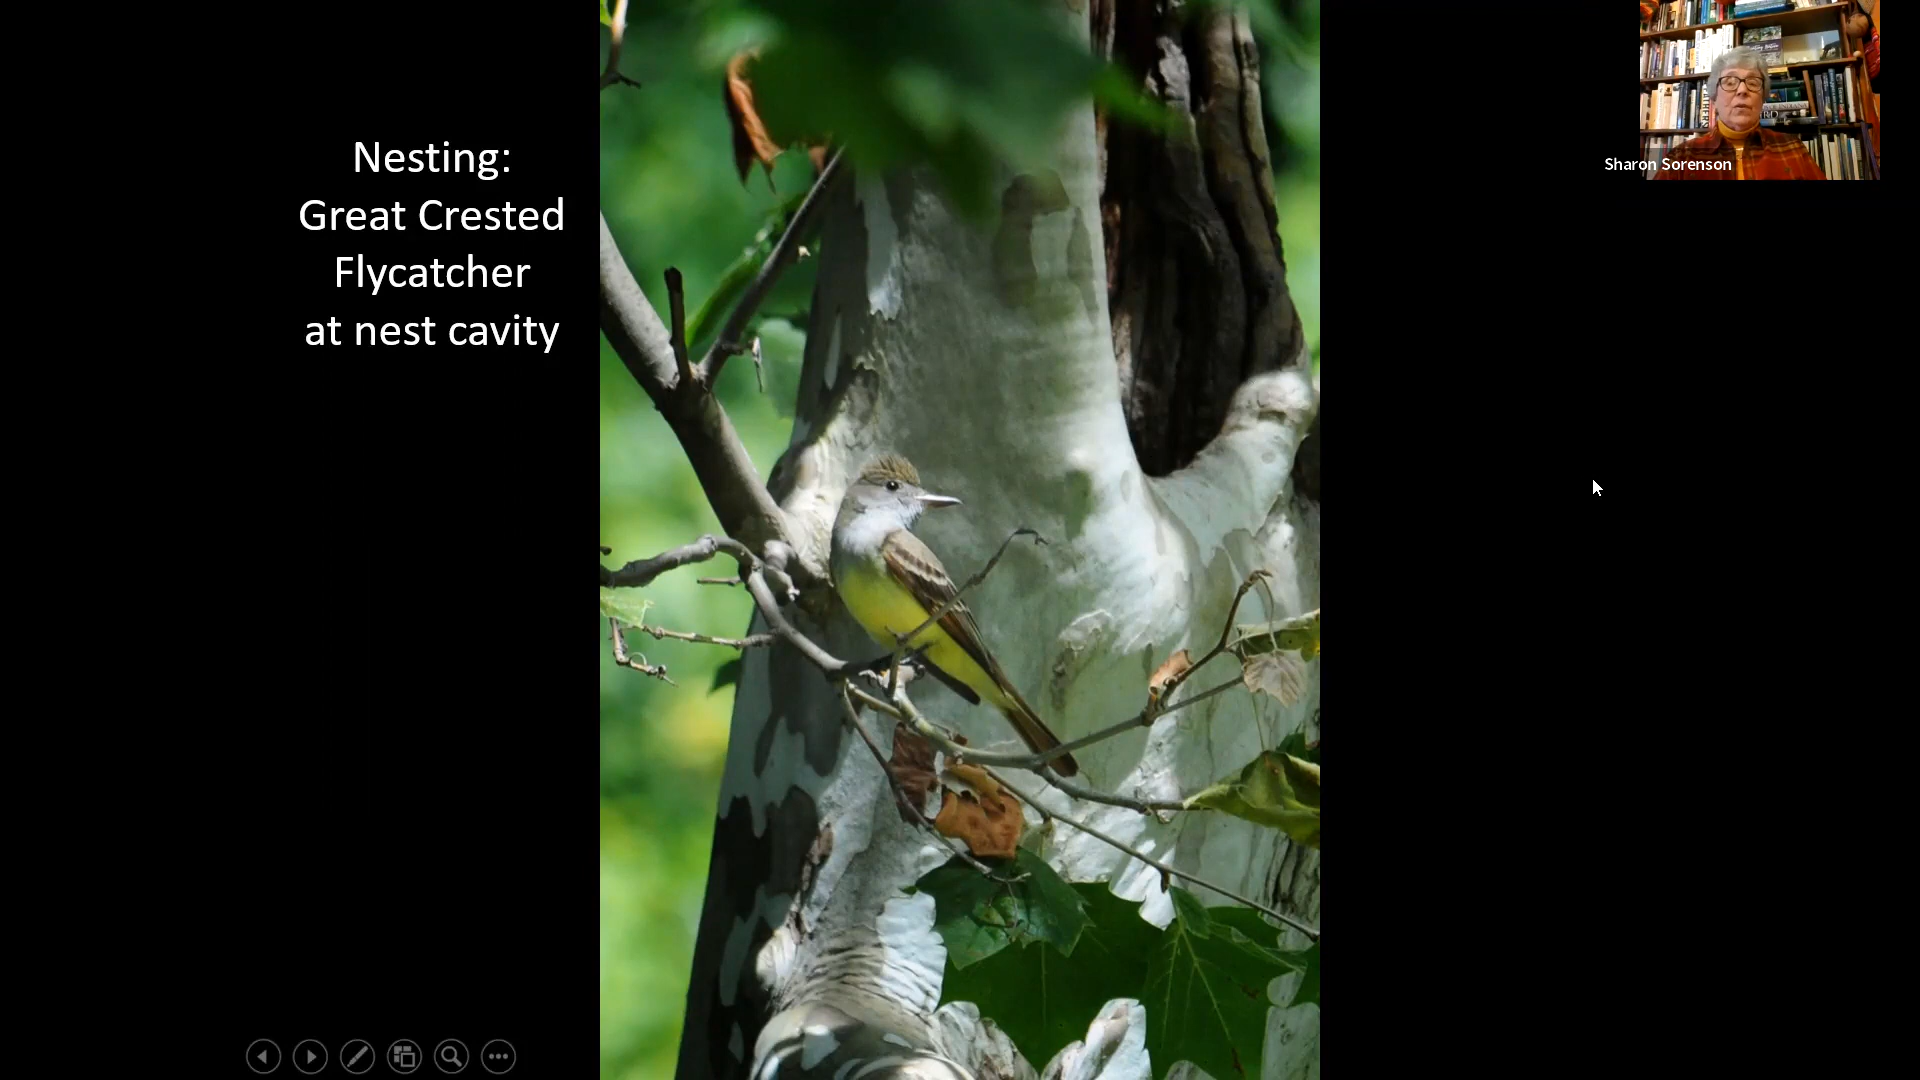 Nesting:
Great Crested
Flycatcher
at nest cavity
Sharon Sorenson